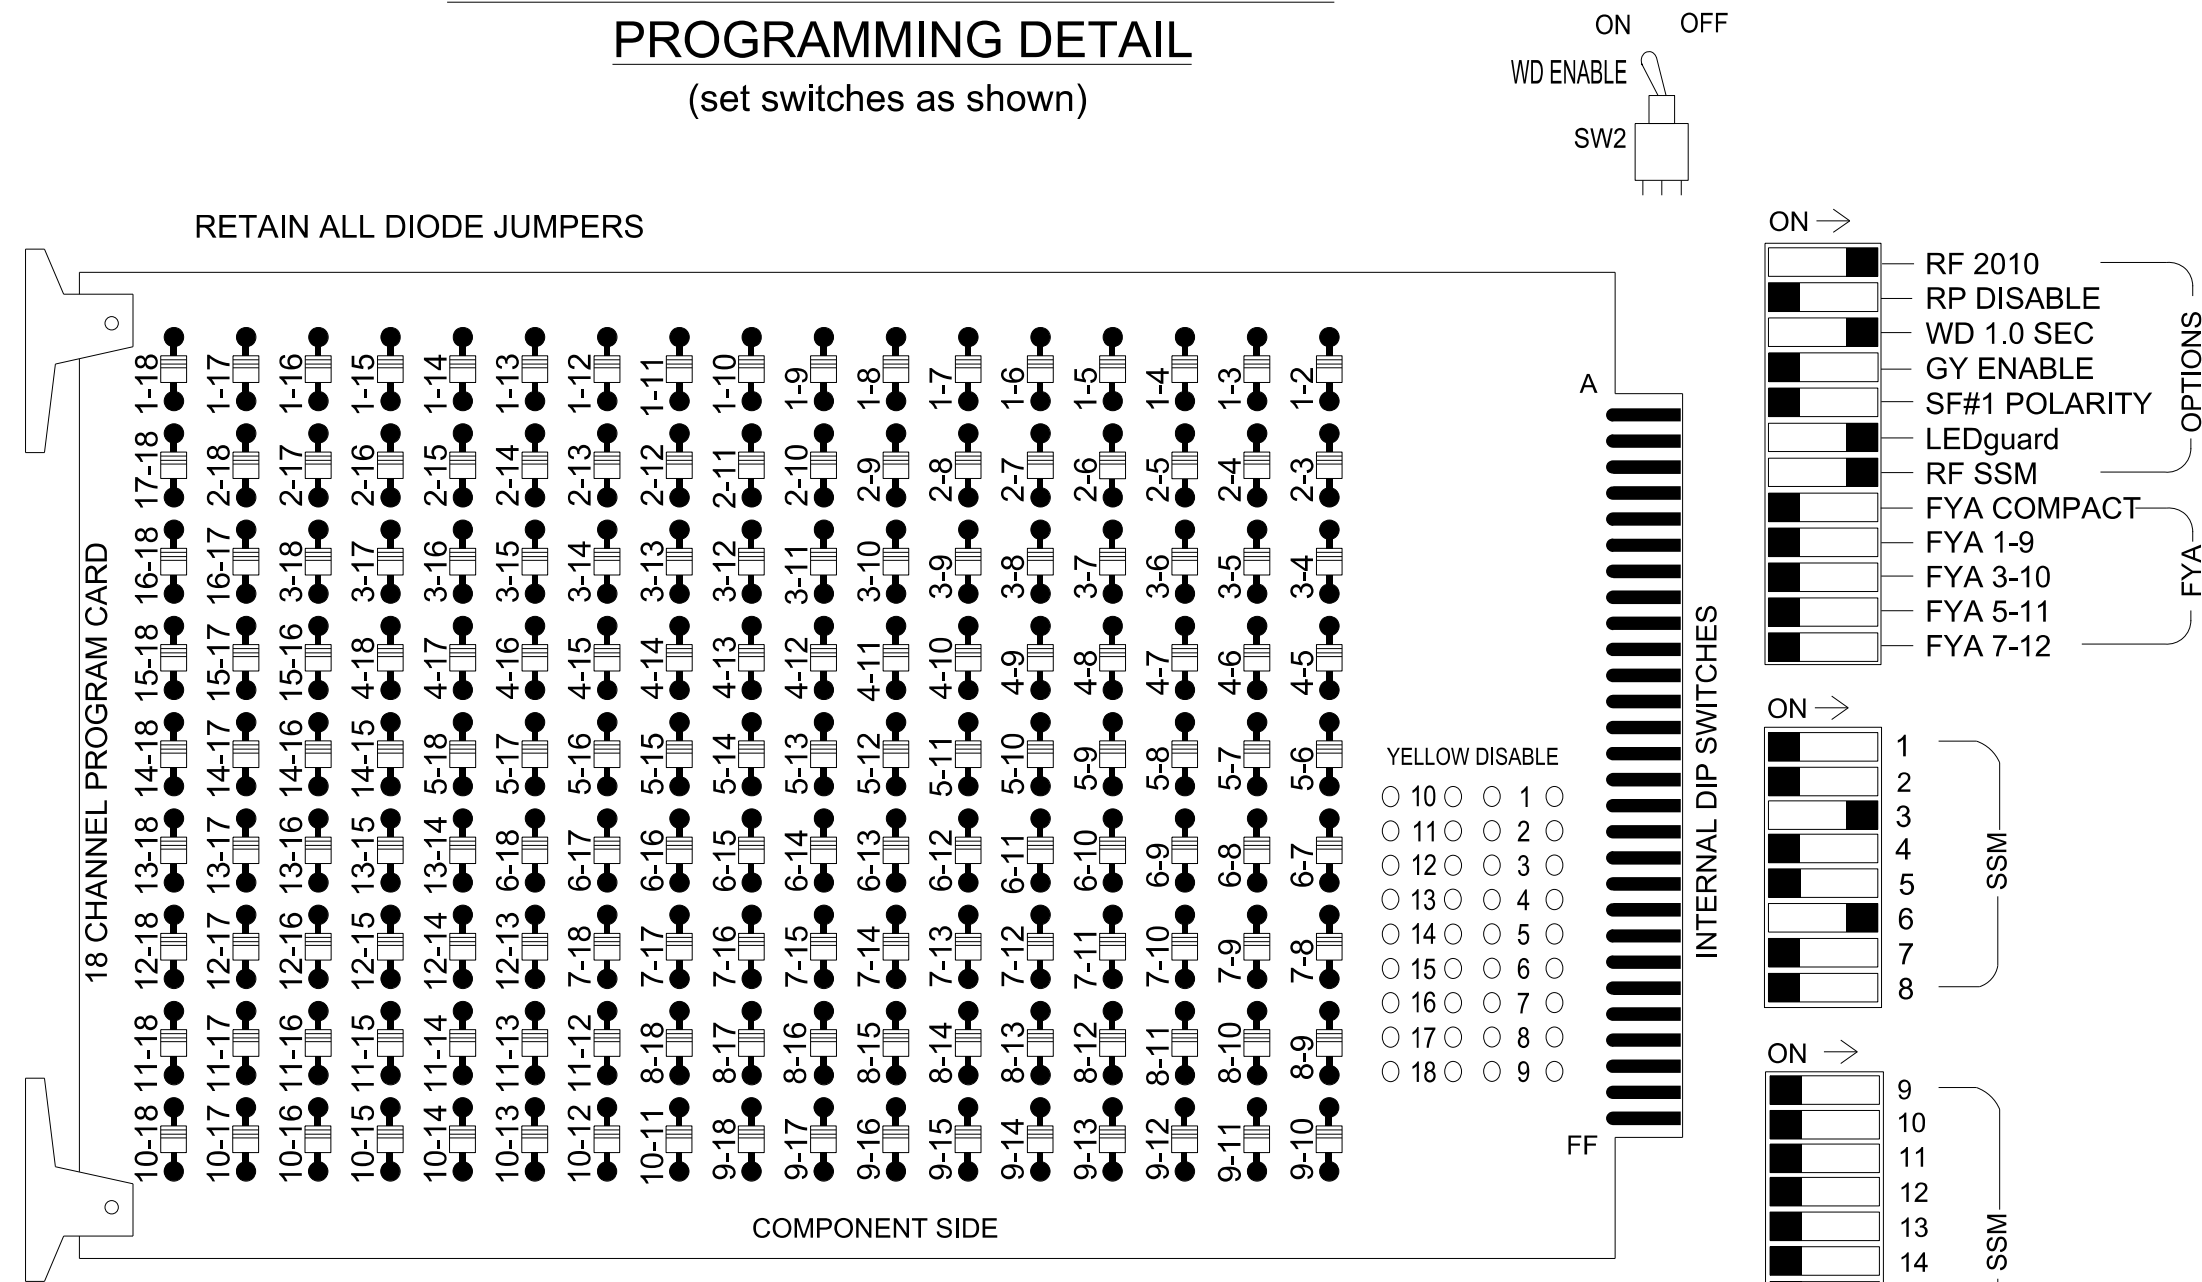 PROGRAMMING DETAIL
(set switches as shown)
ON OFF
WD ENABLE
SW2
RETAIN ALL DIODE JUMPERS
18 CHANNEL PROGRAM CARD
1-18 1-17 1-16 1-15 1-14 1-13 1-12 1-11 1-10 1-9 1-8 1-7 1-6 1-5 1-4 1-3 1-2
17-18 2-18 2-17 2-16 2-15 2-14 2-13 2-12 2-11 2-10 2-9 2-8 2-7 2-6 2-5 2-4 2-3
16-18 16-17 3-18 3-17 3-16 3-15 3-14 3-13 3-12 3-11 3-10 3-9 3-8 3-7 3-6 3-5 3-4
15-18 15-17 15-16 4-18 4-17 4-16 4-15 4-14 4-13 4-12 4-11 4-10 4-9 4-8 4-7 4-6 4-5
14-18 14-17 14-16 14-15 5-18 5-17 5-16 5-15 5-14 5-13 5-12 5-11 5-10 5-9 5-8 5-7 5-6
13-18 13-17 13-16 13-15 13-14 6-18 6-17 6-16 6-15 6-14 6-13 6-12 6-11 6-10 6-9 6-8 6-7
12-18 12-17 12-16 12-15 12-14 12-13 7-18 7-17 7-16 7-15 7-14 7-13 7-12 7-11 7-10 7-9 7-8
11-18 11-17 11-16 11-15 11-14 11-13 11-12 8-18 8-17 8-16 8-15 8-14 8-13 8-12 8-11 8-10 8-9
10-18 10-17 10-16 10-15 10-14 10-13 10-12 10-11 9-18 9-17 9-16 9-15 9-14 9-13 9-12 9-11 9-10
COMPONENT SIDE
YELLOW DISABLE
10 1
11 2
12 3
13 4
14 5
15 6
16 7
17 8
18 9
A
FF
INTERNAL DIP SWITCHES
ON
RF 2010
RP DISABLE
WD 1.0 SEC
GY ENABLE
SF#1 POLARITY
LEDguard
RF SSM
OPTIONS
FYA COMPACT
FYA 1-9
FYA 3-10
FYA 5-11
FYA 7-12
FYA
ON
1
2
3
4
5
6
7
8
SSM
ON
9
10
11
12
13
14
SSM